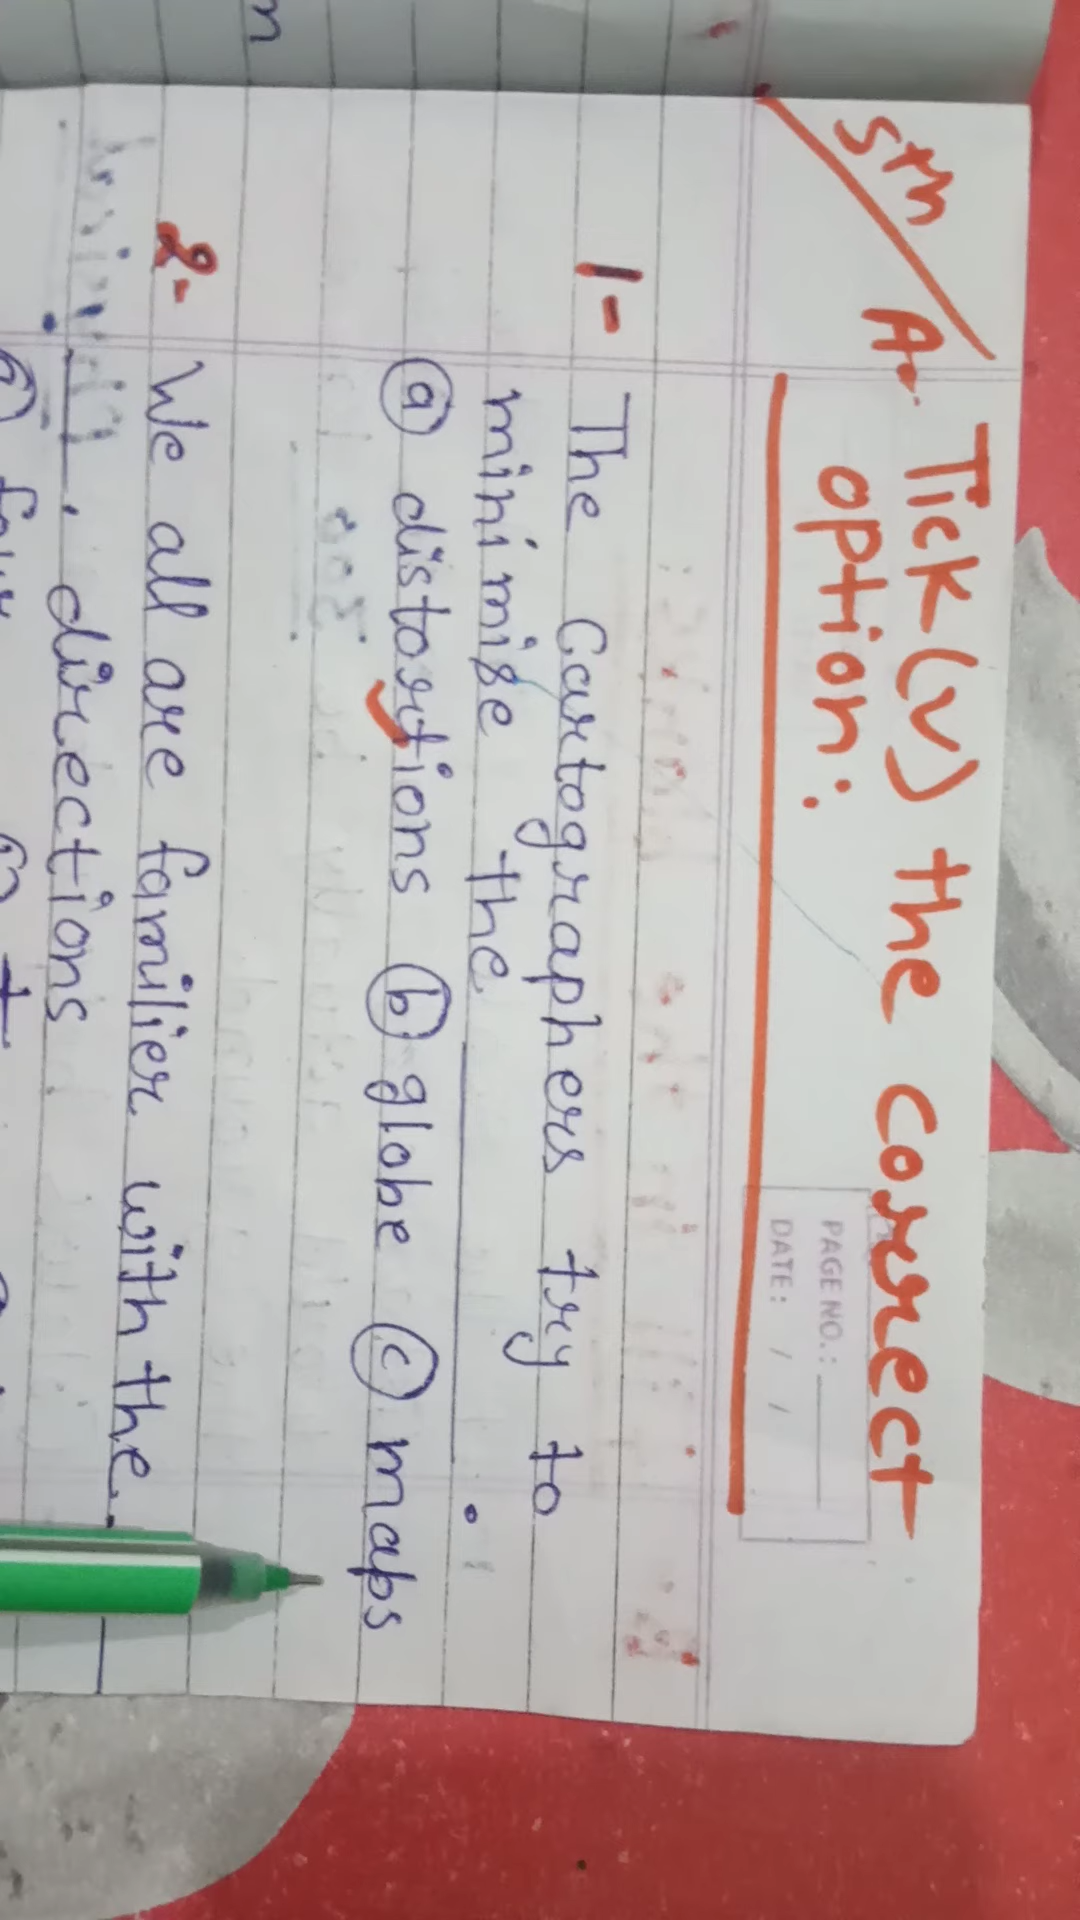 5th A. Tick (✓) the correct
option:
PAGE NO.:
DATE: / /
1- The Cartographers try to
minimise the ________.
(a) distortions ✓ (b) globe (c) maps
2- We all are familier with the
________. directions